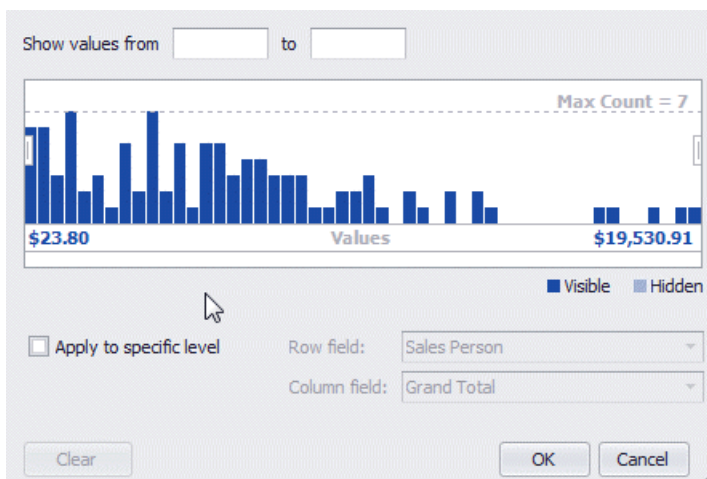 Show values from to
Max Count = 7
$23.80 Values $19,530.91
Visible Hidden
Apply to specific level Row field: Sales Person
Column field: Grand Total
Clear OK Cancel